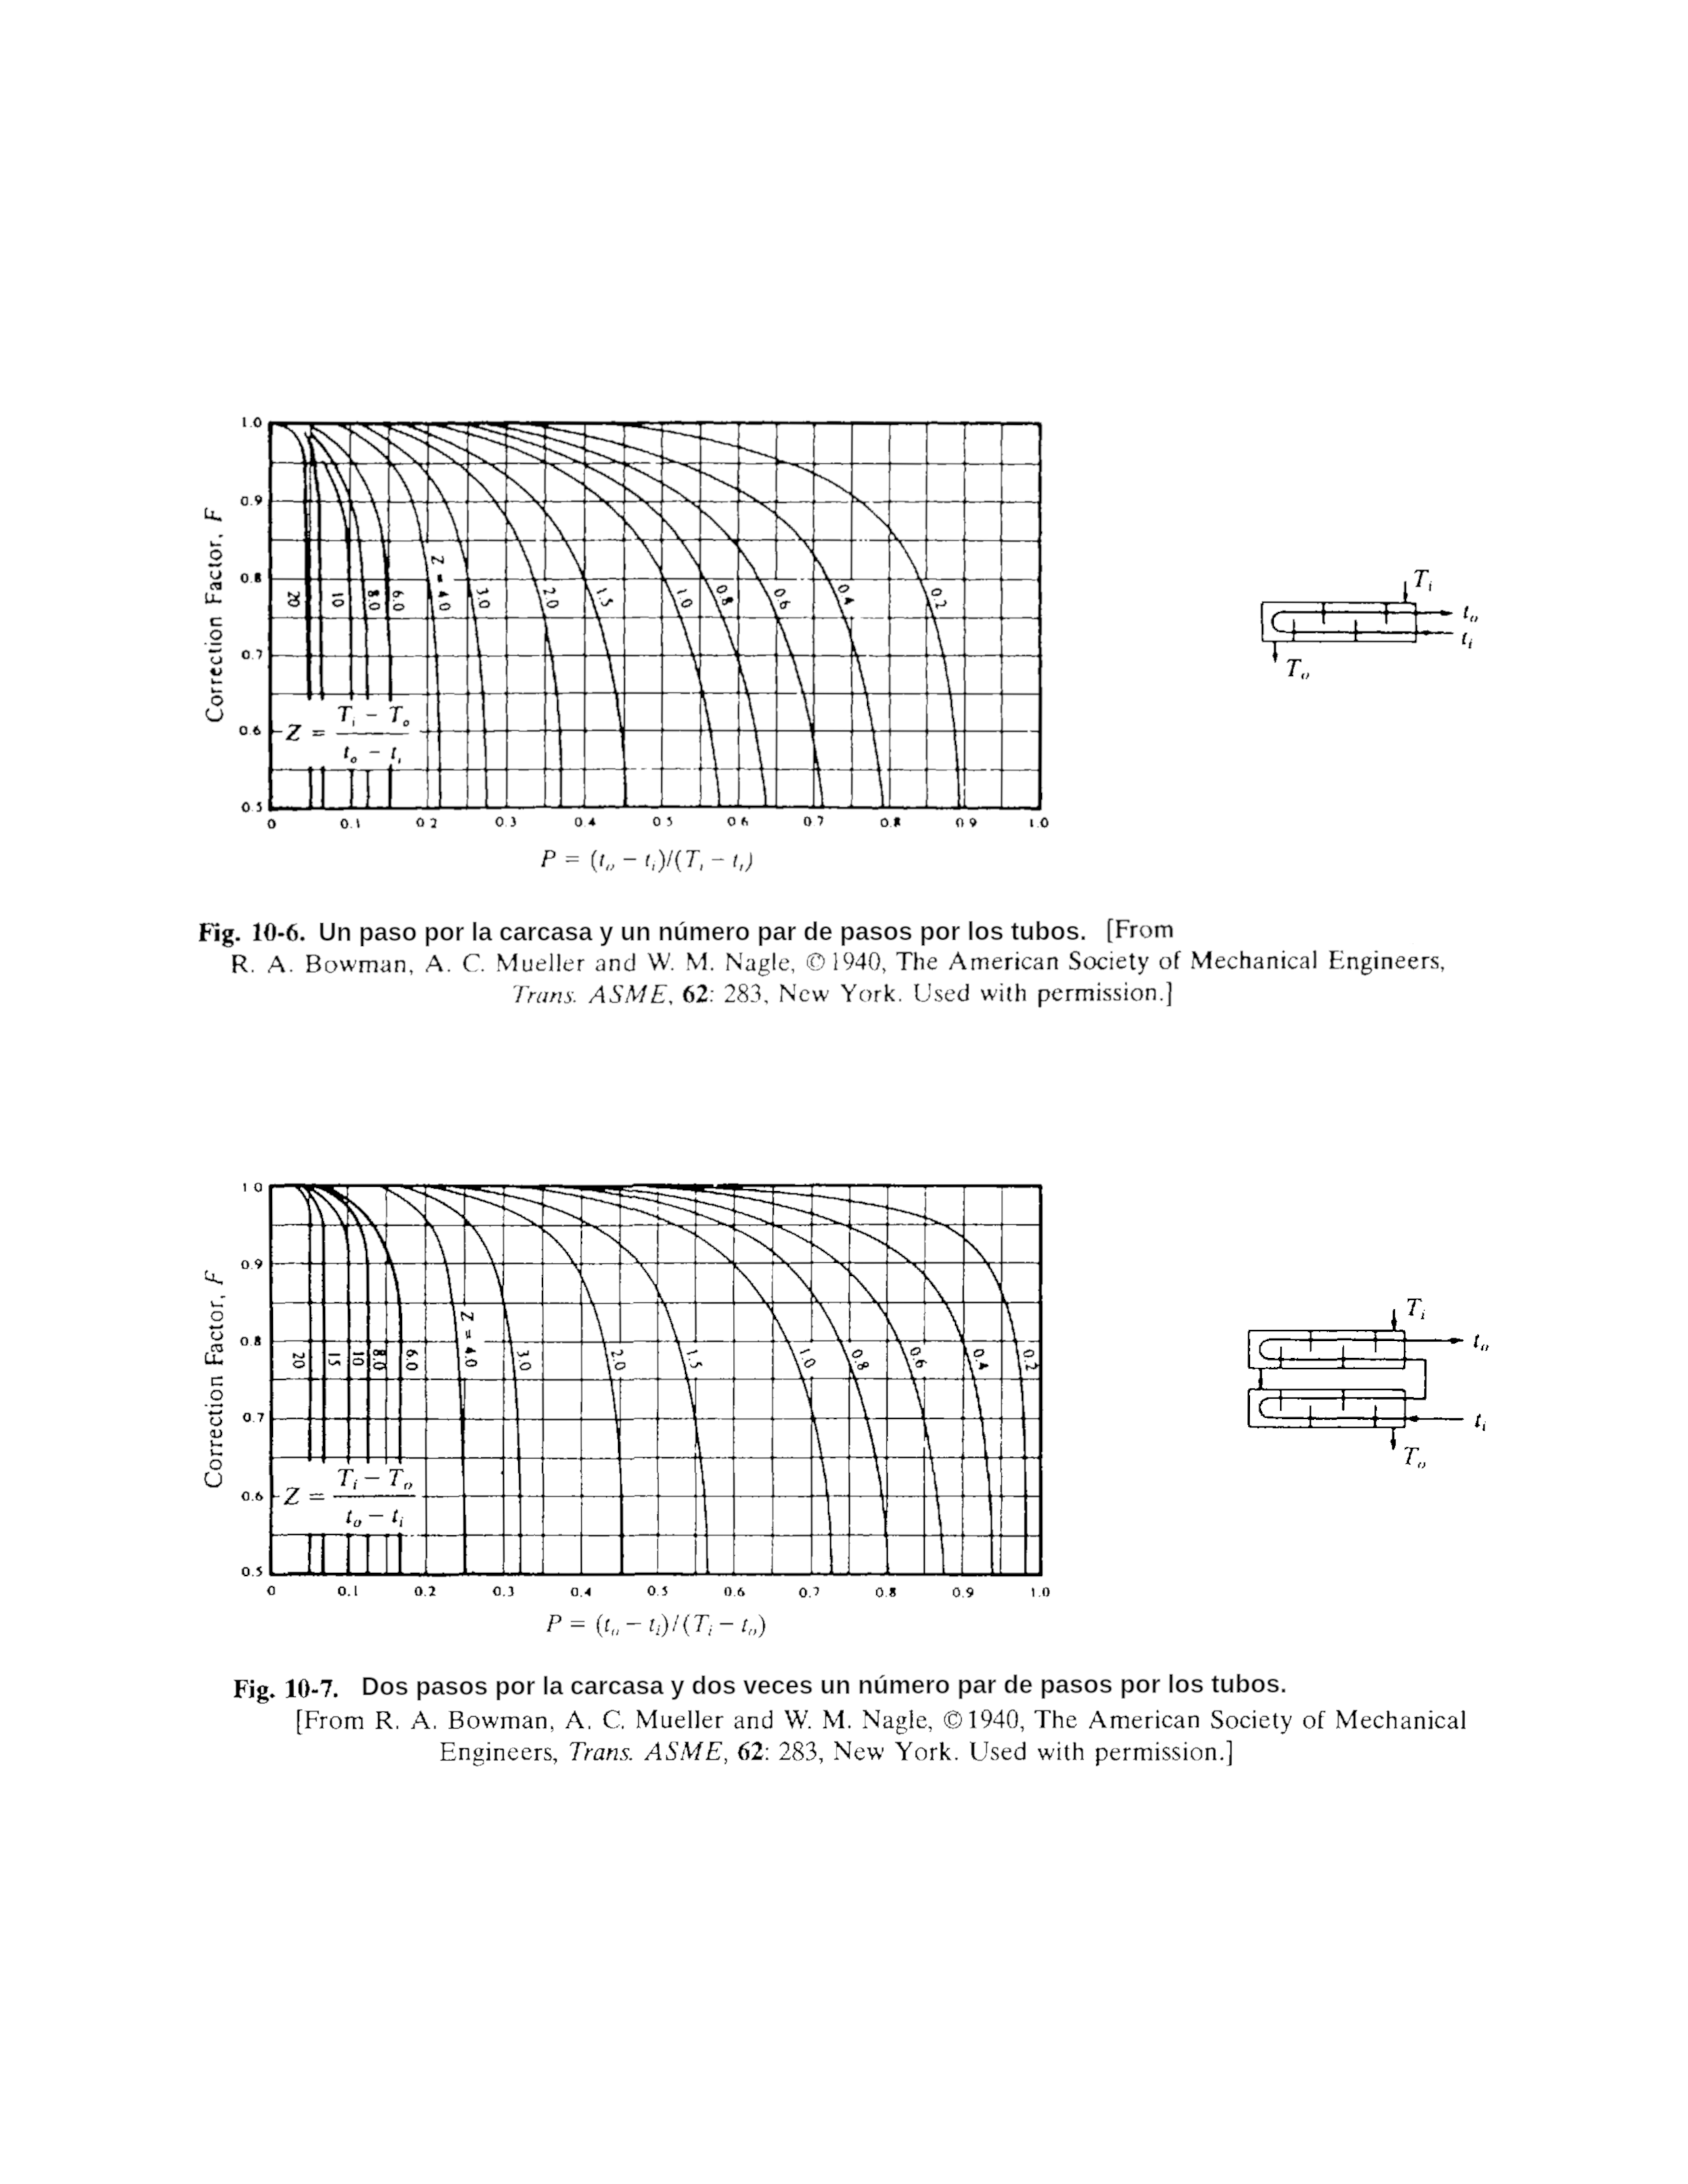 1.0
0.9
0.8
0.7
0.6
0.5
Correction Factor, F
20 10 8.0 6.0 Z = 4.0 3.0 2.0 1.5 1.0 0.8 0.6 0.4 0.2
Z = (T_i − T_o) / (t_o − t_i)
0 0.1 0.2 0.3 0.4 0.5 0.6 0.7 0.8 0.9 1.0
P = (t_o − t_i)/(T_i − t_i)
T_i
t_o
t_i
T_o
Fig. 10-6. Un paso por la carcasa y un número par de pasos por los tubos. [From
R. A. Bowman, A. C. Mueller and W. M. Nagle, © 1940, The American Society of Mechanical Engineers,
Trans. ASME, 62: 283, New York. Used with permission.]
1.0
0.9
0.8
0.7
0.6
0.5
Correction Factor, F
20 15 10 8.0 6.0 Z = 4.0 3.0 2.0 1.5 1.0 0.8 0.6 0.4 0.2
Z = (T_i − T_o) / (t_o − t_i)
0 0.1 0.2 0.3 0.4 0.5 0.6 0.7 0.8 0.9 1.0
P = (t_o − t_i)/(T_i − t_o)
T_i
t_o
t_i
T_o
Fig. 10-7. Dos pasos por la carcasa y dos veces un número par de pasos por los tubos.
[From R. A. Bowman, A. C. Mueller and W. M. Nagle, © 1940, The American Society of Mechanical
Engineers, Trans. ASME, 62: 283, New York. Used with permission.]